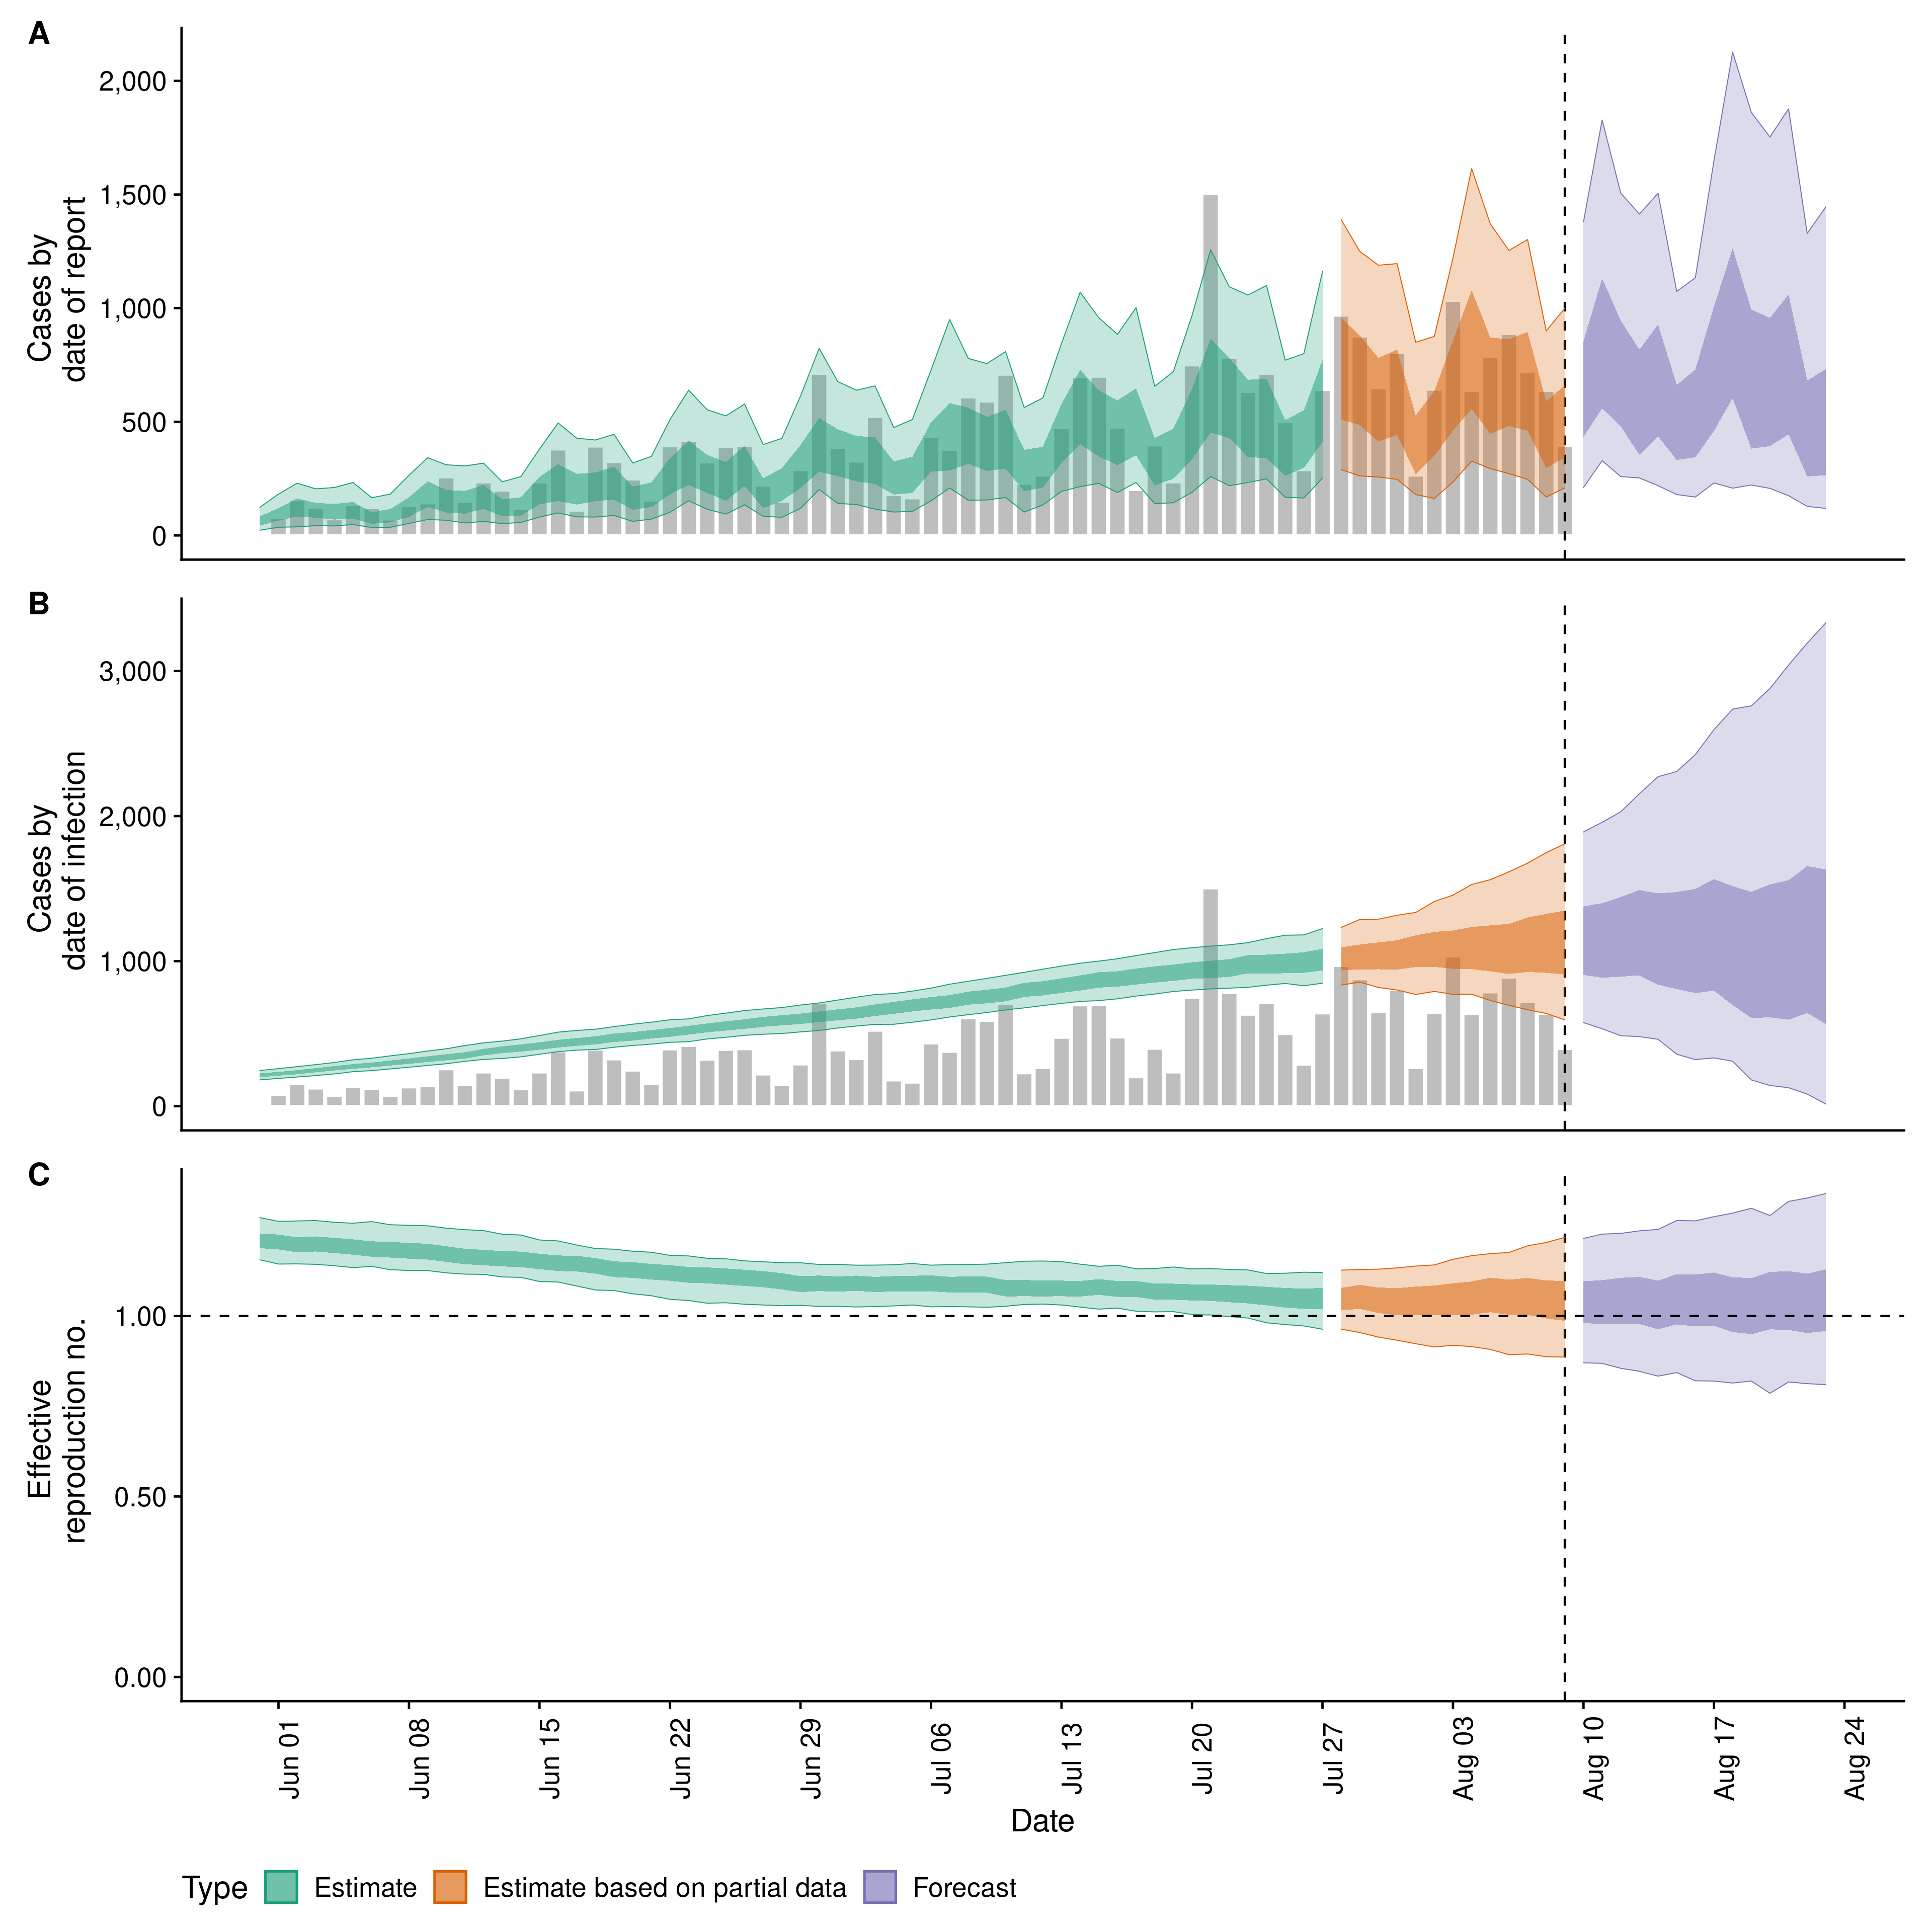 A
Cases by
date of report
2,000
1,500
1,000
500
0
B
Cases by
date of infection
3,000
2,000
1,000
0
C
Effective
reproduction no.
1.00
0.50
0.00
Jun 01
Jun 08
Jun 15
Jun 22
Jun 29
Jul 06
Jul 13
Jul 20
Jul 27
Aug 03
Aug 10
Aug 17
Aug 24
Date
Type Estimate Estimate based on partial data Forecast